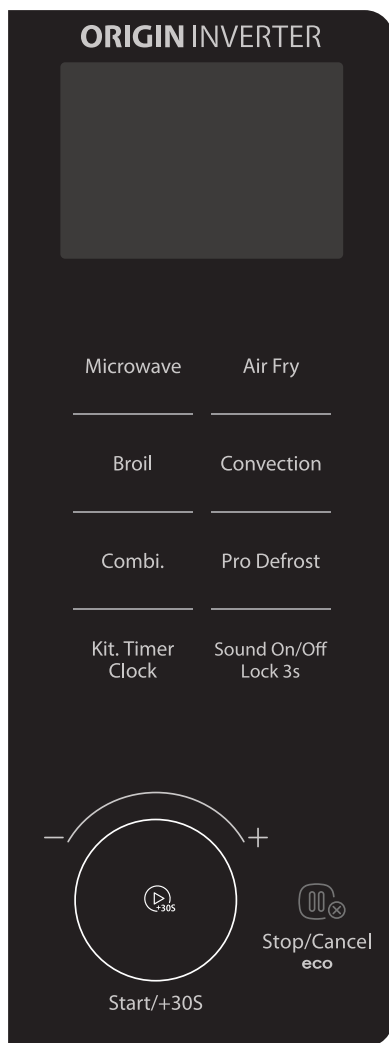 ORIGIN INVERTER
Microwave
Air Fry
Broil
Convection
Combi.
Pro Defrost
Kit. Timer
Clock
Sound On/Off
Lock 3s
− +
+30S
Stop/Cancel
eco
Start/+30S